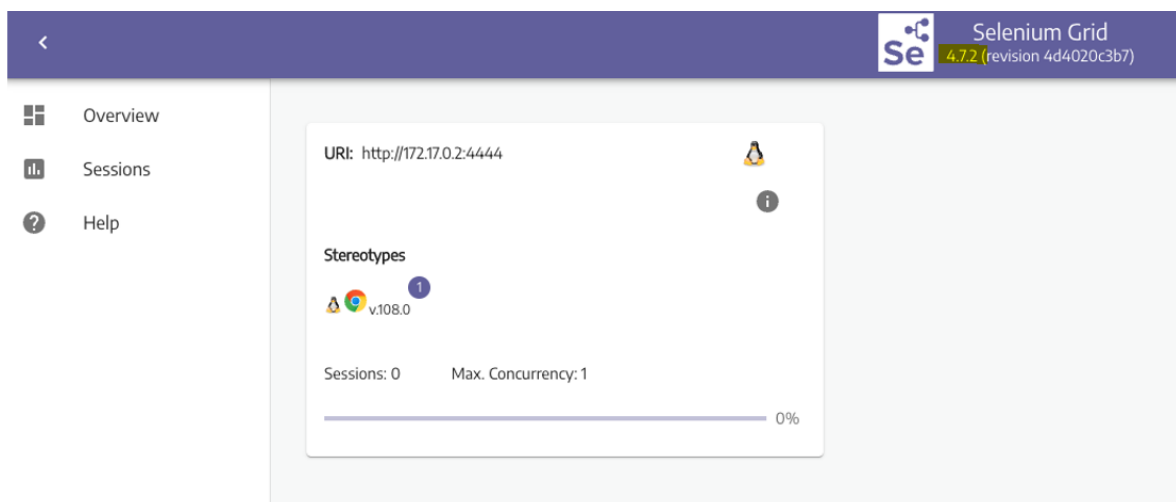 Se
Selenium Grid
4.7.2 (revision 4d4020c3b7)
Overview
Sessions
Help
URI: http://172.17.0.2:4444
Stereotypes
1
v.108.0
Sessions: 0 Max. Concurrency: 1
0%